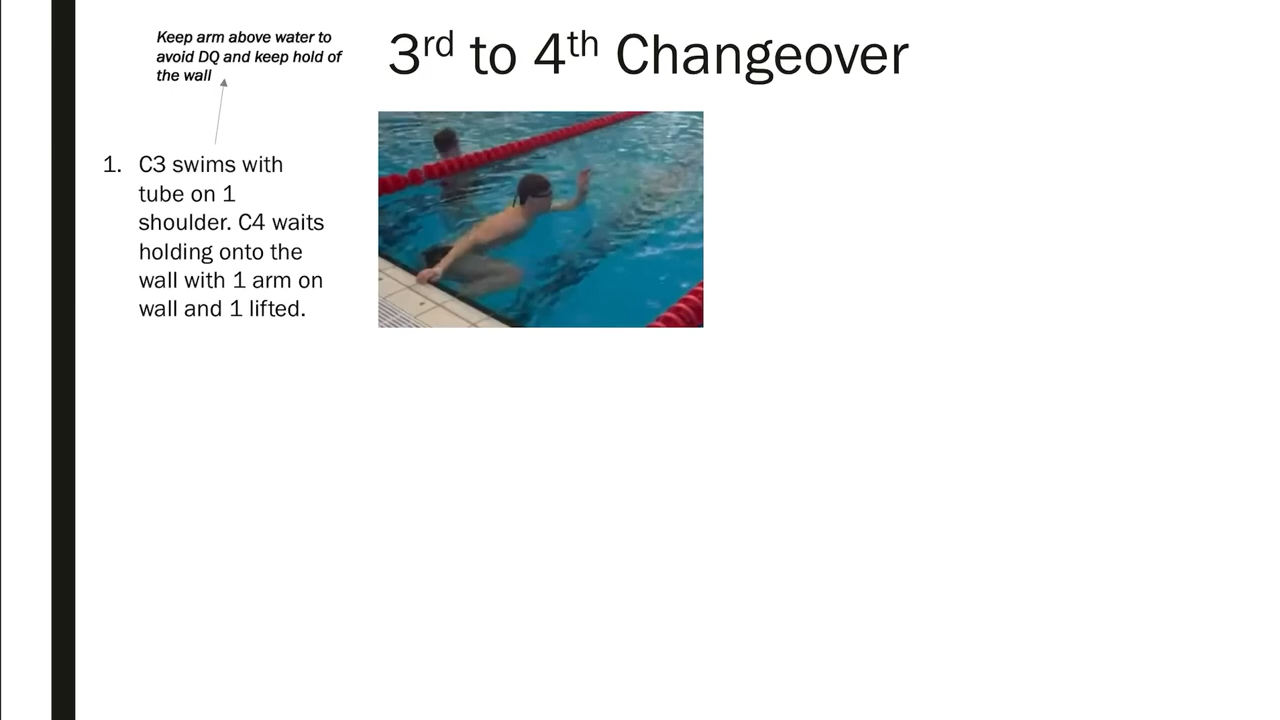 Keep arm above water to
avoid DQ and keep hold of
the wall
3rd to 4th Changeover
1. C3 swims with
tube on 1
shoulder. C4 waits
holding onto the
wall with 1 arm on
wall and 1 lifted.